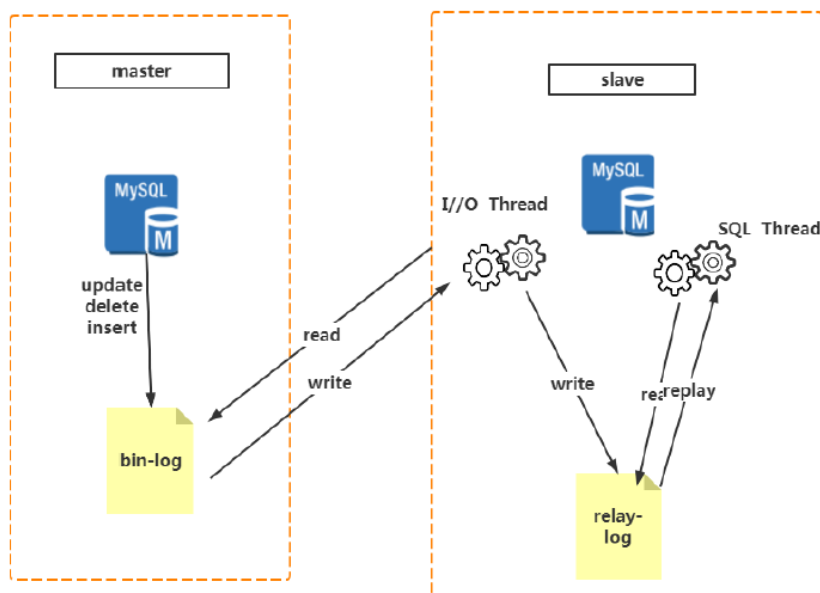 master
slave
MySQL
M
update
delete
insert
bin-log
read
write
I//O Thread
MySQL
M
SQL Thread
write
replay
relay-
log